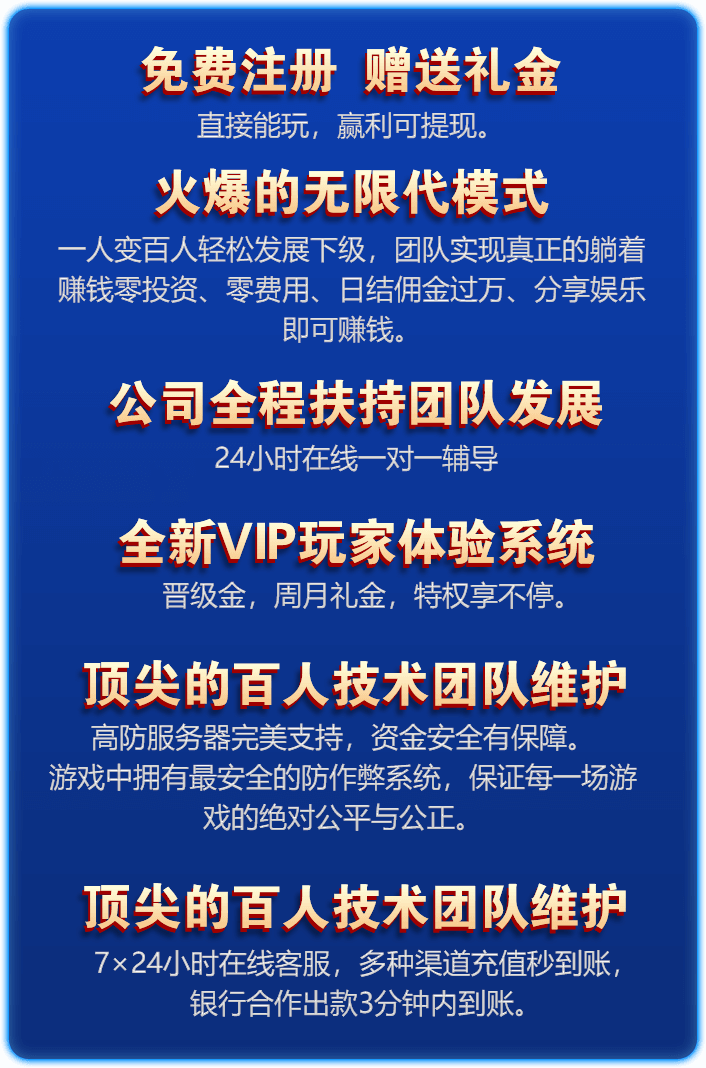 免费注册 赠送礼金
直接能玩，赢利可提现。
火爆的无限代模式
一人变百人轻松发展下级，团队实现真正的躺着
赚钱零投资、零费用、日结佣金过万、分享娱乐
即可赚钱。
公司全程扶持团队发展
24小时在线一对一辅导
全新VIP玩家体验系统
晋级金，周月礼金，特权享不停。
顶尖的百人技术团队维护
高防服务器完美支持，资金安全有保障。
游戏中拥有最安全的防作弊系统，保证每一场游
戏的绝对公平与公正。
顶尖的百人技术团队维护
7×24小时在线客服，多种渠道充值秒到账，
银行合作出款3分钟内到账。